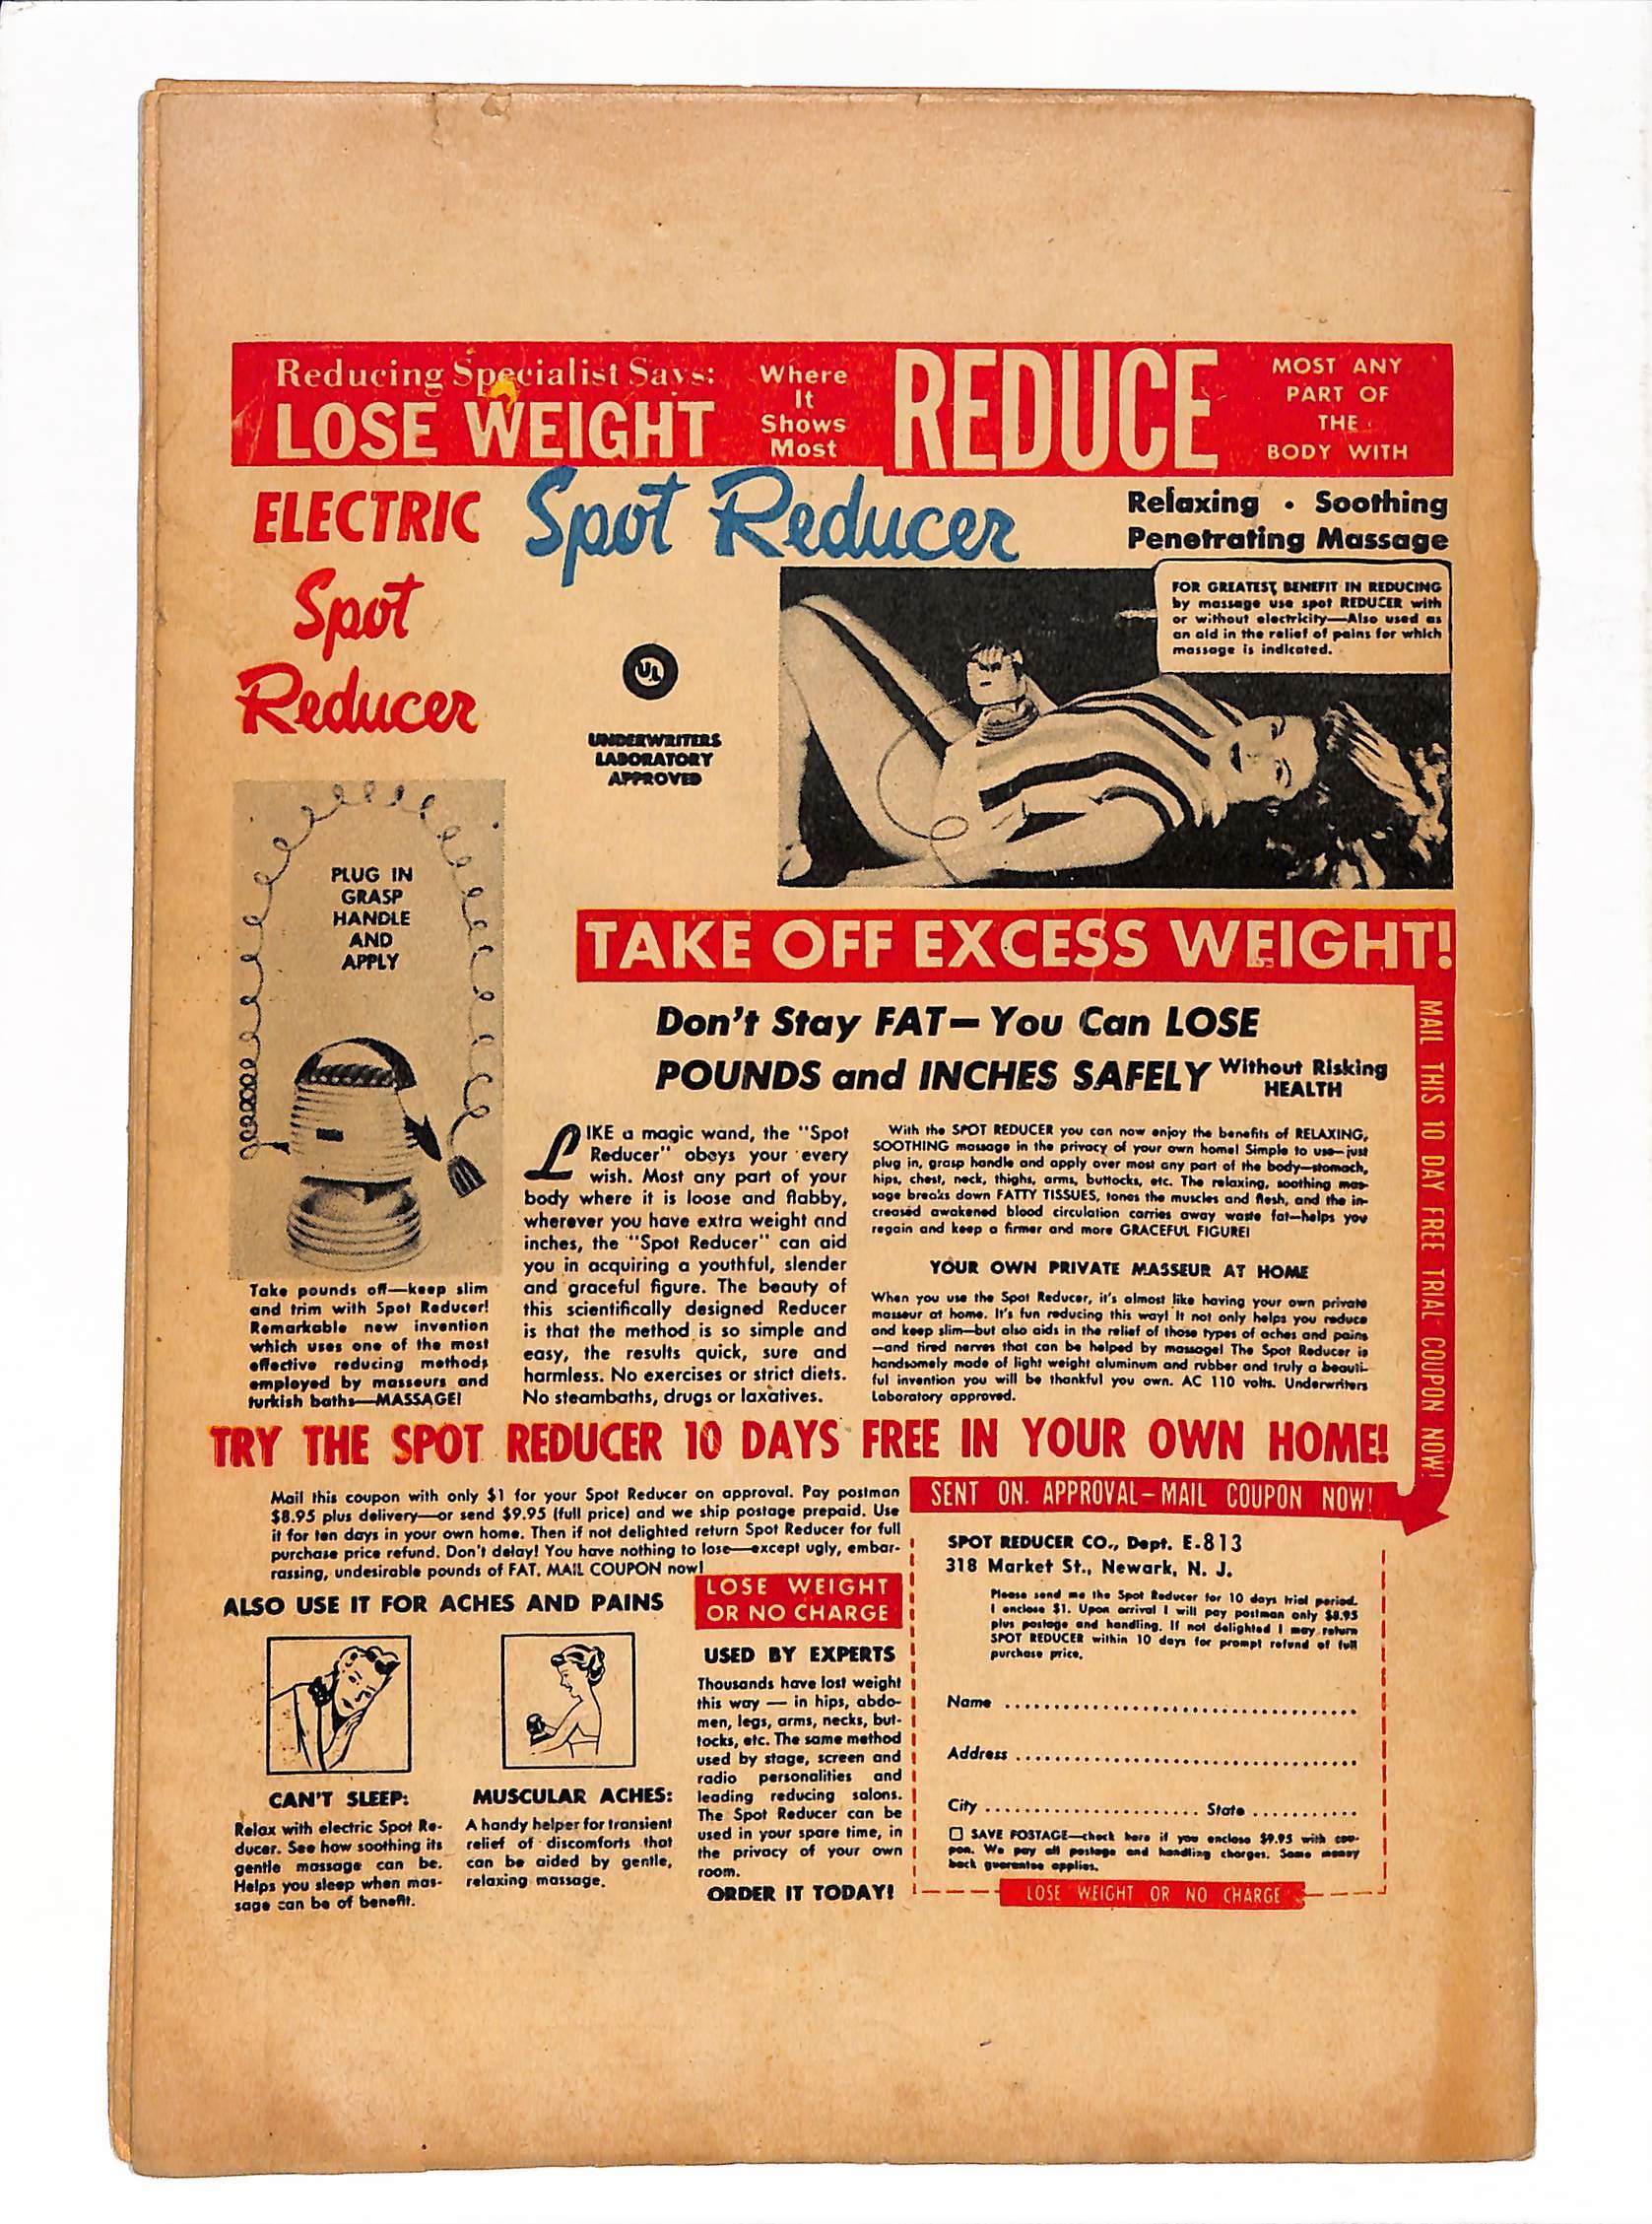 Reducing Specialist Says:
LOSE WEIGHT
Where
It
Shows
Most
REDUCE
MOST ANY
PART OF
THE
BODY WITH
ELECTRIC
Spot
Reducer
Spot Reducer
Relaxing • Soothing
Penetrating Massage
UL
UNDERWRITERS
LABORATORY
APPROVED
FOR GREATEST BENEFIT IN REDUCING
by massage use spot REDUCER with
or without electricity—Also used as
an aid in the relief of pains for which
massage is indicated.
PLUG IN
GRASP
HANDLE
AND
APPLY
Take pounds off—keep slim
and trim with Spot Reducer!
Remarkable new invention
which uses one of the most
effective reducing methods
employed by masseurs and
turkish baths—MASSAGE!
TAKE OFF EXCESS WEIGHT!
MAIL THIS 10 DAY FREE TRIAL COUPON NOW!
Don't Stay FAT—You Can LOSE
POUNDS and INCHES SAFELY Without Risking
HEALTH
LIKE a magic wand, the "Spot
Reducer" obeys your every
wish. Most any part of your
body where it is loose and flabby,
wherever you have extra weight and
inches, the "Spot Reducer" can aid
you in acquiring a youthful, slender
and graceful figure. The beauty of
this scientifically designed Reducer
is that the method is so simple and
easy, the results quick, sure and
harmless. No exercises or strict diets.
No steambaths, drugs or laxatives.
With the SPOT REDUCER you can now enjoy the benefits of RELAXING,
SOOTHING massage in the privacy of your own home! Simple to use—just
plug in, grasp handle and apply over most any part of the body—stomach,
hips, chest, neck, thighs, arms, buttocks, etc. The relaxing, soothing mas-
sage breaks down FATTY TISSUES, tones the muscles and flesh, and the in-
creased awakened blood circulation carries away waste fat—helps you
regain and keep a firmer and more GRACEFUL FIGURE!
YOUR OWN PRIVATE MASSEUR AT HOME
When you use the Spot Reducer, it's almost like having your own private
masseur at home. It's fun reducing this way! It not only helps you reduce
and keep slim—but also aids in the relief of those types of aches and pains
—and tired nerves that can be helped by massage! The Spot Reducer is
handsomely made of light weight aluminum and rubber and truly a beauti-
ful invention you will be thankful you own. AC 110 volts. Underwriters
Laboratory approved.
TRY THE SPOT REDUCER 10 DAYS FREE IN YOUR OWN HOME!
Mail this coupon with only $1 for your Spot Reducer on approval. Pay postman
$8.95 plus delivery—or send $9.95 (full price) and we ship postage prepaid. Use
it for ten days in your own home. Then if not delighted return Spot Reducer for full
purchase price refund. Don't delay! You have nothing to lose—except ugly, embar-
rassing, undesirable pounds of FAT. MAIL COUPON now!
ALSO USE IT FOR ACHES AND PAINS
CAN'T SLEEP:
Relax with electric Spot Re-
ducer. See how soothing its
gentle massage can be.
Helps you sleep when mas-
sage can be of benefit.
MUSCULAR ACHES:
A handy helper for transient
relief of discomforts that
can be aided by gentle,
relaxing massage.
LOSE WEIGHT
OR NO CHARGE
USED BY EXPERTS
Thousands have lost weight
this way — in hips, abdo-
men, legs, arms, necks, but-
tocks, etc. The same method
used by stage, screen and
radio personalities and
leading reducing salons.
The Spot Reducer can be
used in your spare time, in
the privacy of your own
room.
ORDER IT TODAY!
SENT ON APPROVAL—MAIL COUPON NOW!
SPOT REDUCER CO., Dept. E-813
318 Market St., Newark, N. J.
Please send me the Spot Reducer for 10 days trial period.
I enclose $1. Upon arrival I will pay postman only $8.95
plus postage and handling. If not delighted I may return
SPOT REDUCER within 10 days for prompt refund of full
purchase price.
Name
Address
City State
SAVE POSTAGE—check here if you enclose $9.95 with cou-
pon. We pay all postage and handling charges. Same money
back guarantee applies.
LOSE WEIGHT OR NO CHARGE